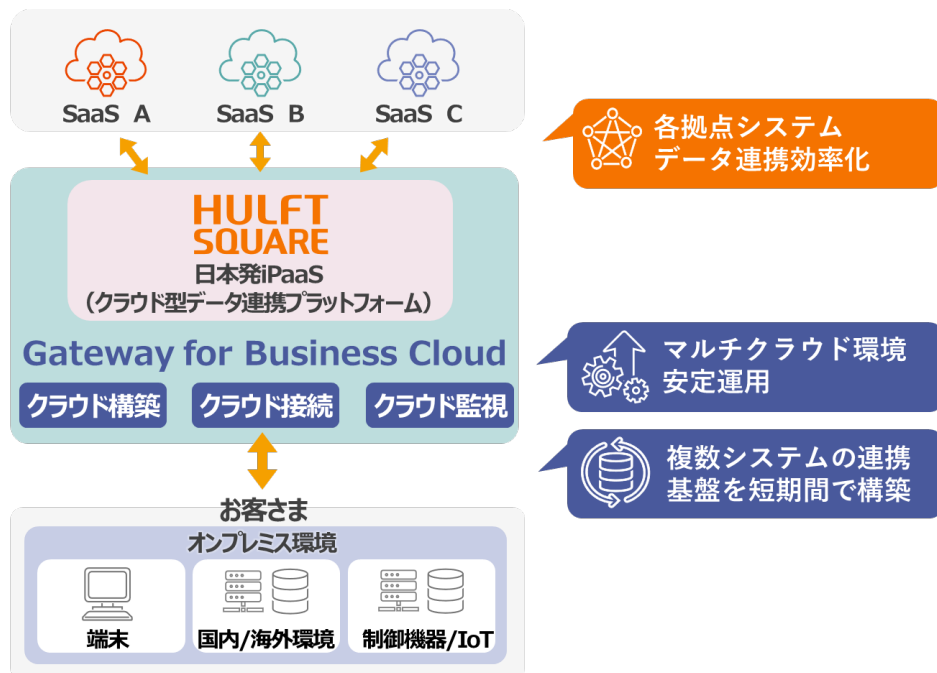 SaaS A
SaaS B
SaaS C
各拠点システム
データ連携効率化
HULFT
SQUARE
日本発iPaaS
（クラウド型データ連携プラットフォーム）
Gateway for Business Cloud
クラウド構築
クラウド接続
クラウド監視
マルチクラウド環境
安定運用
複数システムの連携
基盤を短期間で構築
お客さま
オンプレミス環境
端末
国内/海外環境
制御機器/IoT